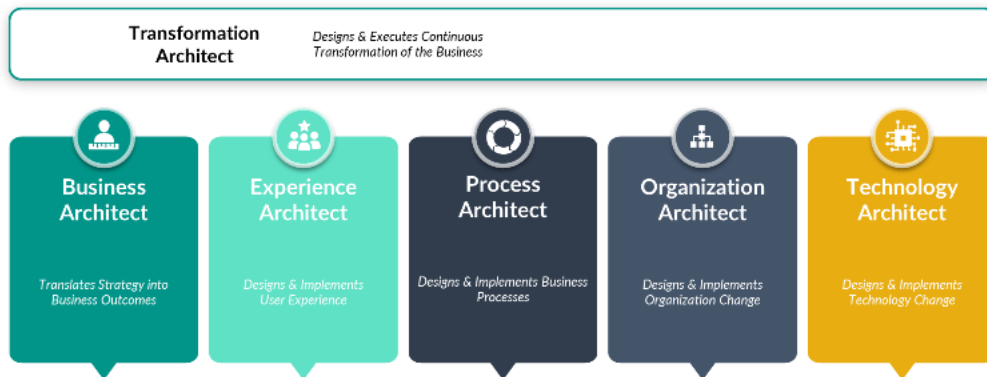 Transformation
Architect
Designs & Executes Continuous
Transformation of the Business
Business
Architect
Translates Strategy into
Business Outcomes
Experience
Architect
Designs & Implements
User Experience
Process
Architect
Designs & Implements Business
Processes
Organization
Architect
Designs & Implements
Organization Change
Technology
Architect
Designs & Implements
Technology Change